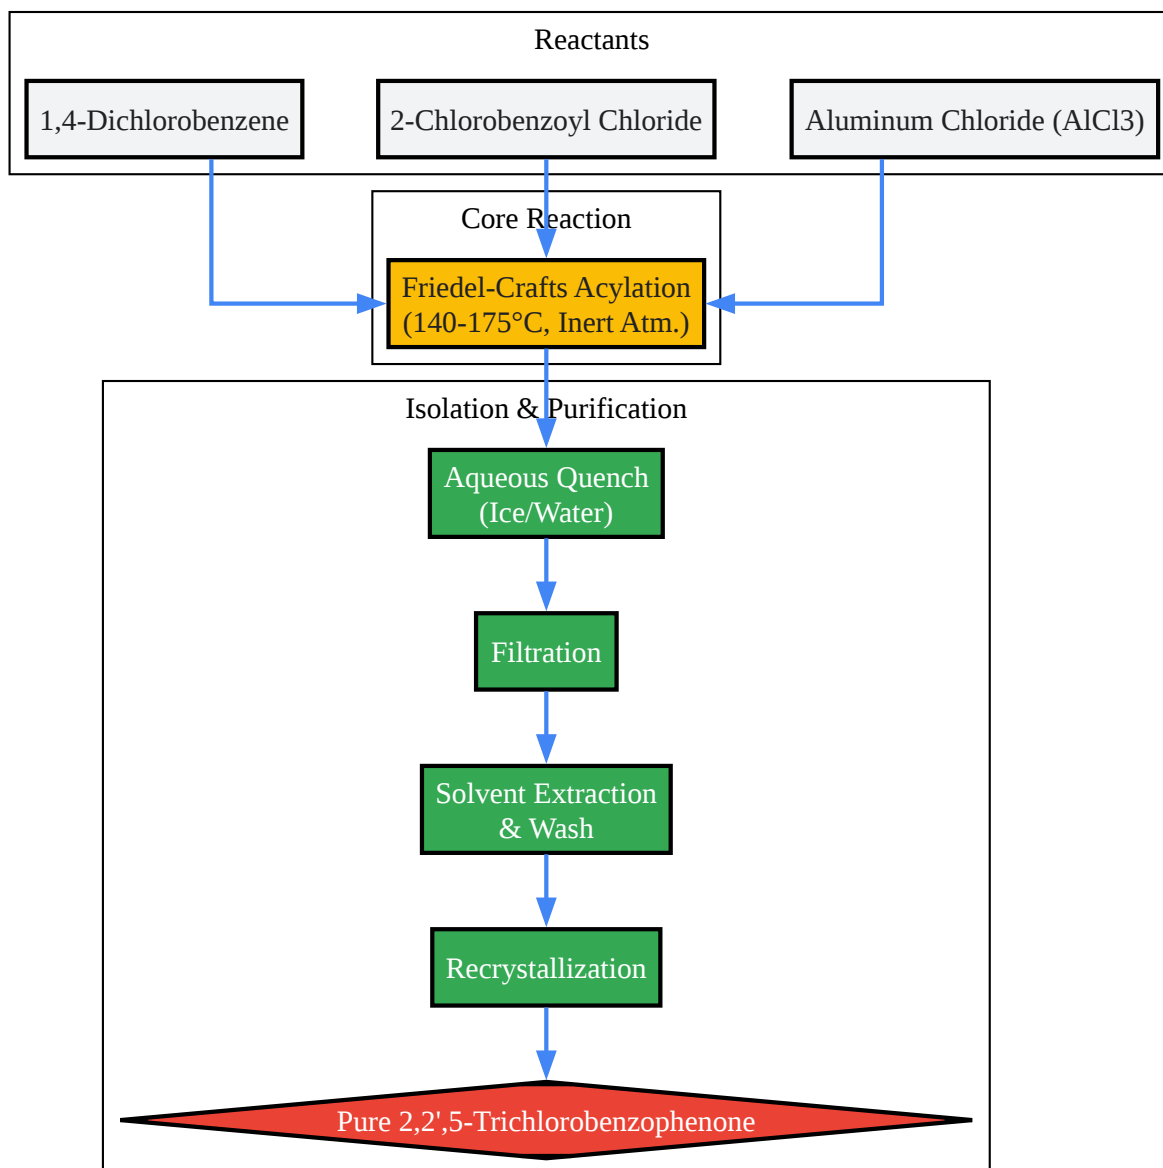 Reactants
1,4-Dichlorobenzene
2-Chlorobenzoyl Chloride
Aluminum Chloride (AlCl3)
Core Reaction
Friedel-Crafts Acylation
(140-175°C, Inert Atm.)
Isolation & Purification
Aqueous Quench
(Ice/Water)
Filtration
Solvent Extraction
& Wash
Recrystallization
Pure 2,2',5-Trichlorobenzophenone